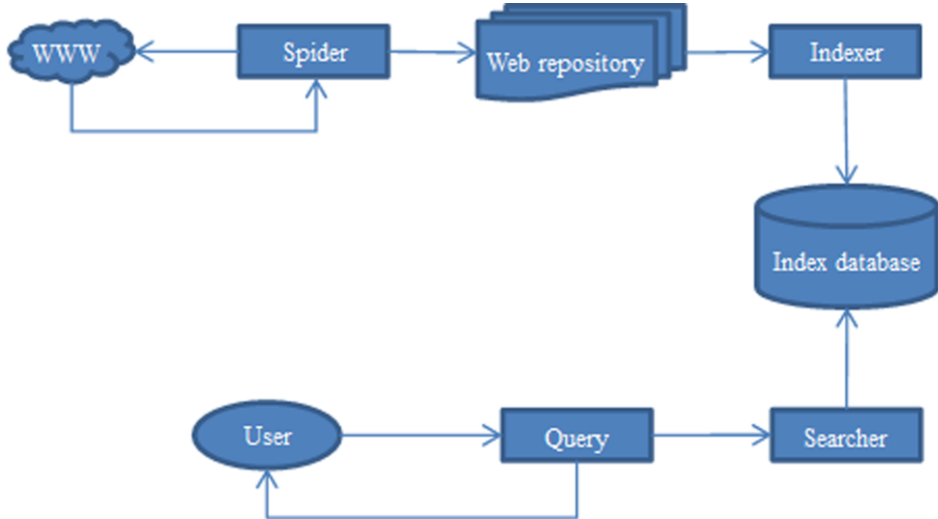 WWW
Spider
Web repository
Indexer
Index database
User
Query
Searcher